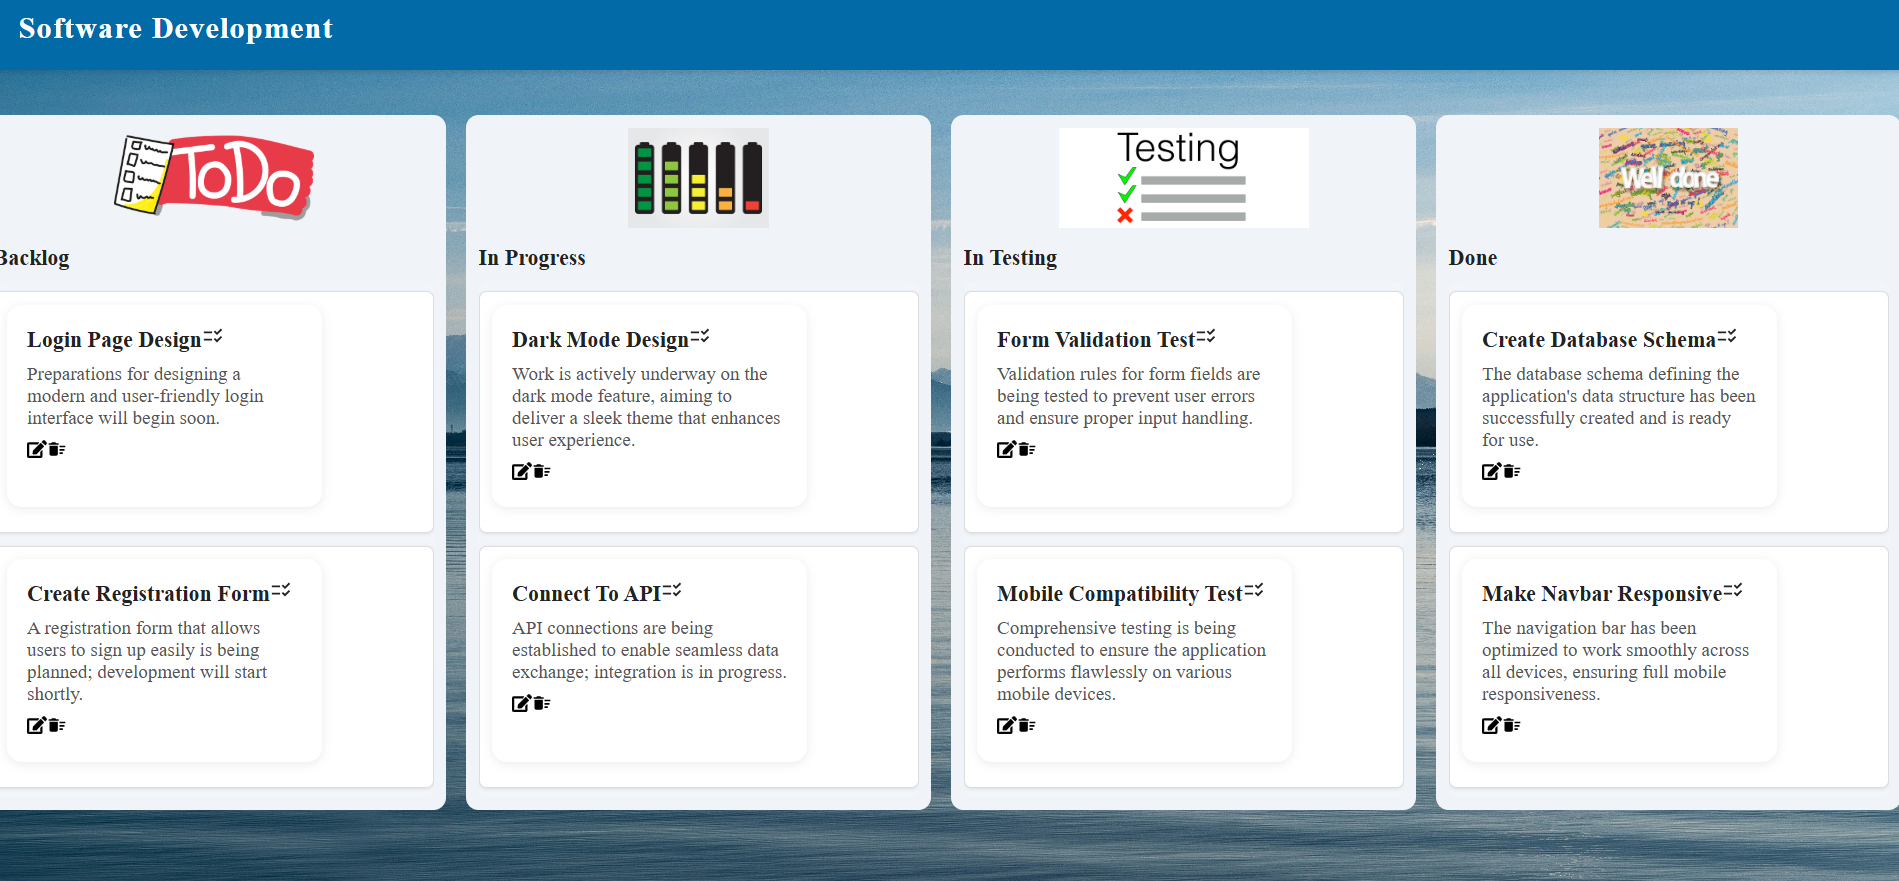 Software Development
ToDo
Backlog
Login Page Design
Preparations for designing a
modern and user-friendly login
interface will begin soon.
Create Registration Form
A registration form that allows
users to sign up easily is being
planned; development will start
shortly.
In Progress
Dark Mode Design
Work is actively underway on the
dark mode feature, aiming to
deliver a sleek theme that enhances
user experience.
Connect To API
API connections are being
established to enable seamless data
exchange; integration is in progress.
Testing
In Testing
Form Validation Test
Validation rules for form fields are
being tested to prevent user errors
and ensure proper input handling.
Mobile Compatibility Test
Comprehensive testing is being
conducted to ensure the application
performs flawlessly on various
mobile devices.
Well done
Done
Create Database Schema
The database schema defining the
application's data structure has been
successfully created and is ready
for use.
Make Navbar Responsive
The navigation bar has been
optimized to work smoothly across
all devices, ensuring full mobile
responsiveness.